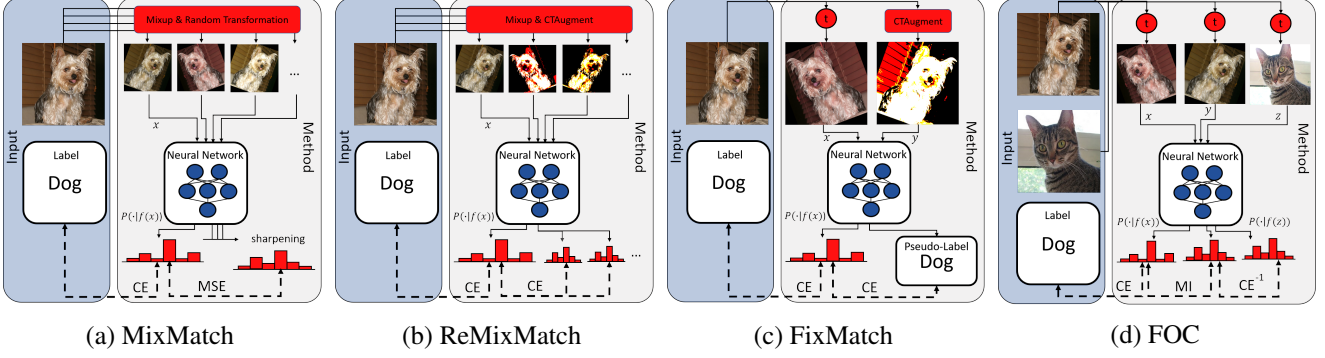 Mixup & Random Transformation
...
Input
Method
x
Label
Dog
Neural Network
P(·|f(x))
sharpening
CE
MSE
(a) MixMatch
Mixup & CTAugment
...
Input
Method
x
Label
Dog
Neural Network
P(·|f(x))
...
CE
CE
(b) ReMixMatch
t
CTAugment
Input
Method
x
y
Label
Dog
Neural Network
P(·|f(x))
Pseudo-Label
Dog
CE
CE
(c) FixMatch
t
t
t
Input
Method
x
y
z
Label
Dog
Neural Network
P(·|f(x))
P(·|f(z))
CE
MI
CE⁻¹
(d) FOC